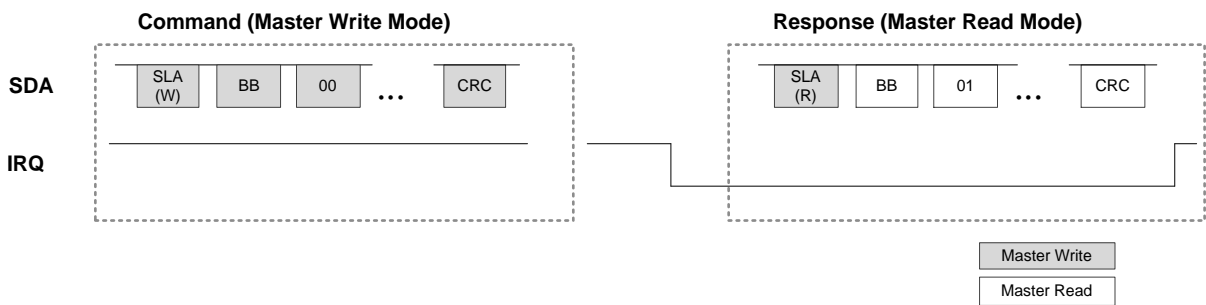 Command (Master Write Mode)
Response (Master Read Mode)
SDA
SLA
(W)
BB
00
...
CRC
SLA
(R)
BB
01
...
CRC
IRQ
Master Write
Master Read